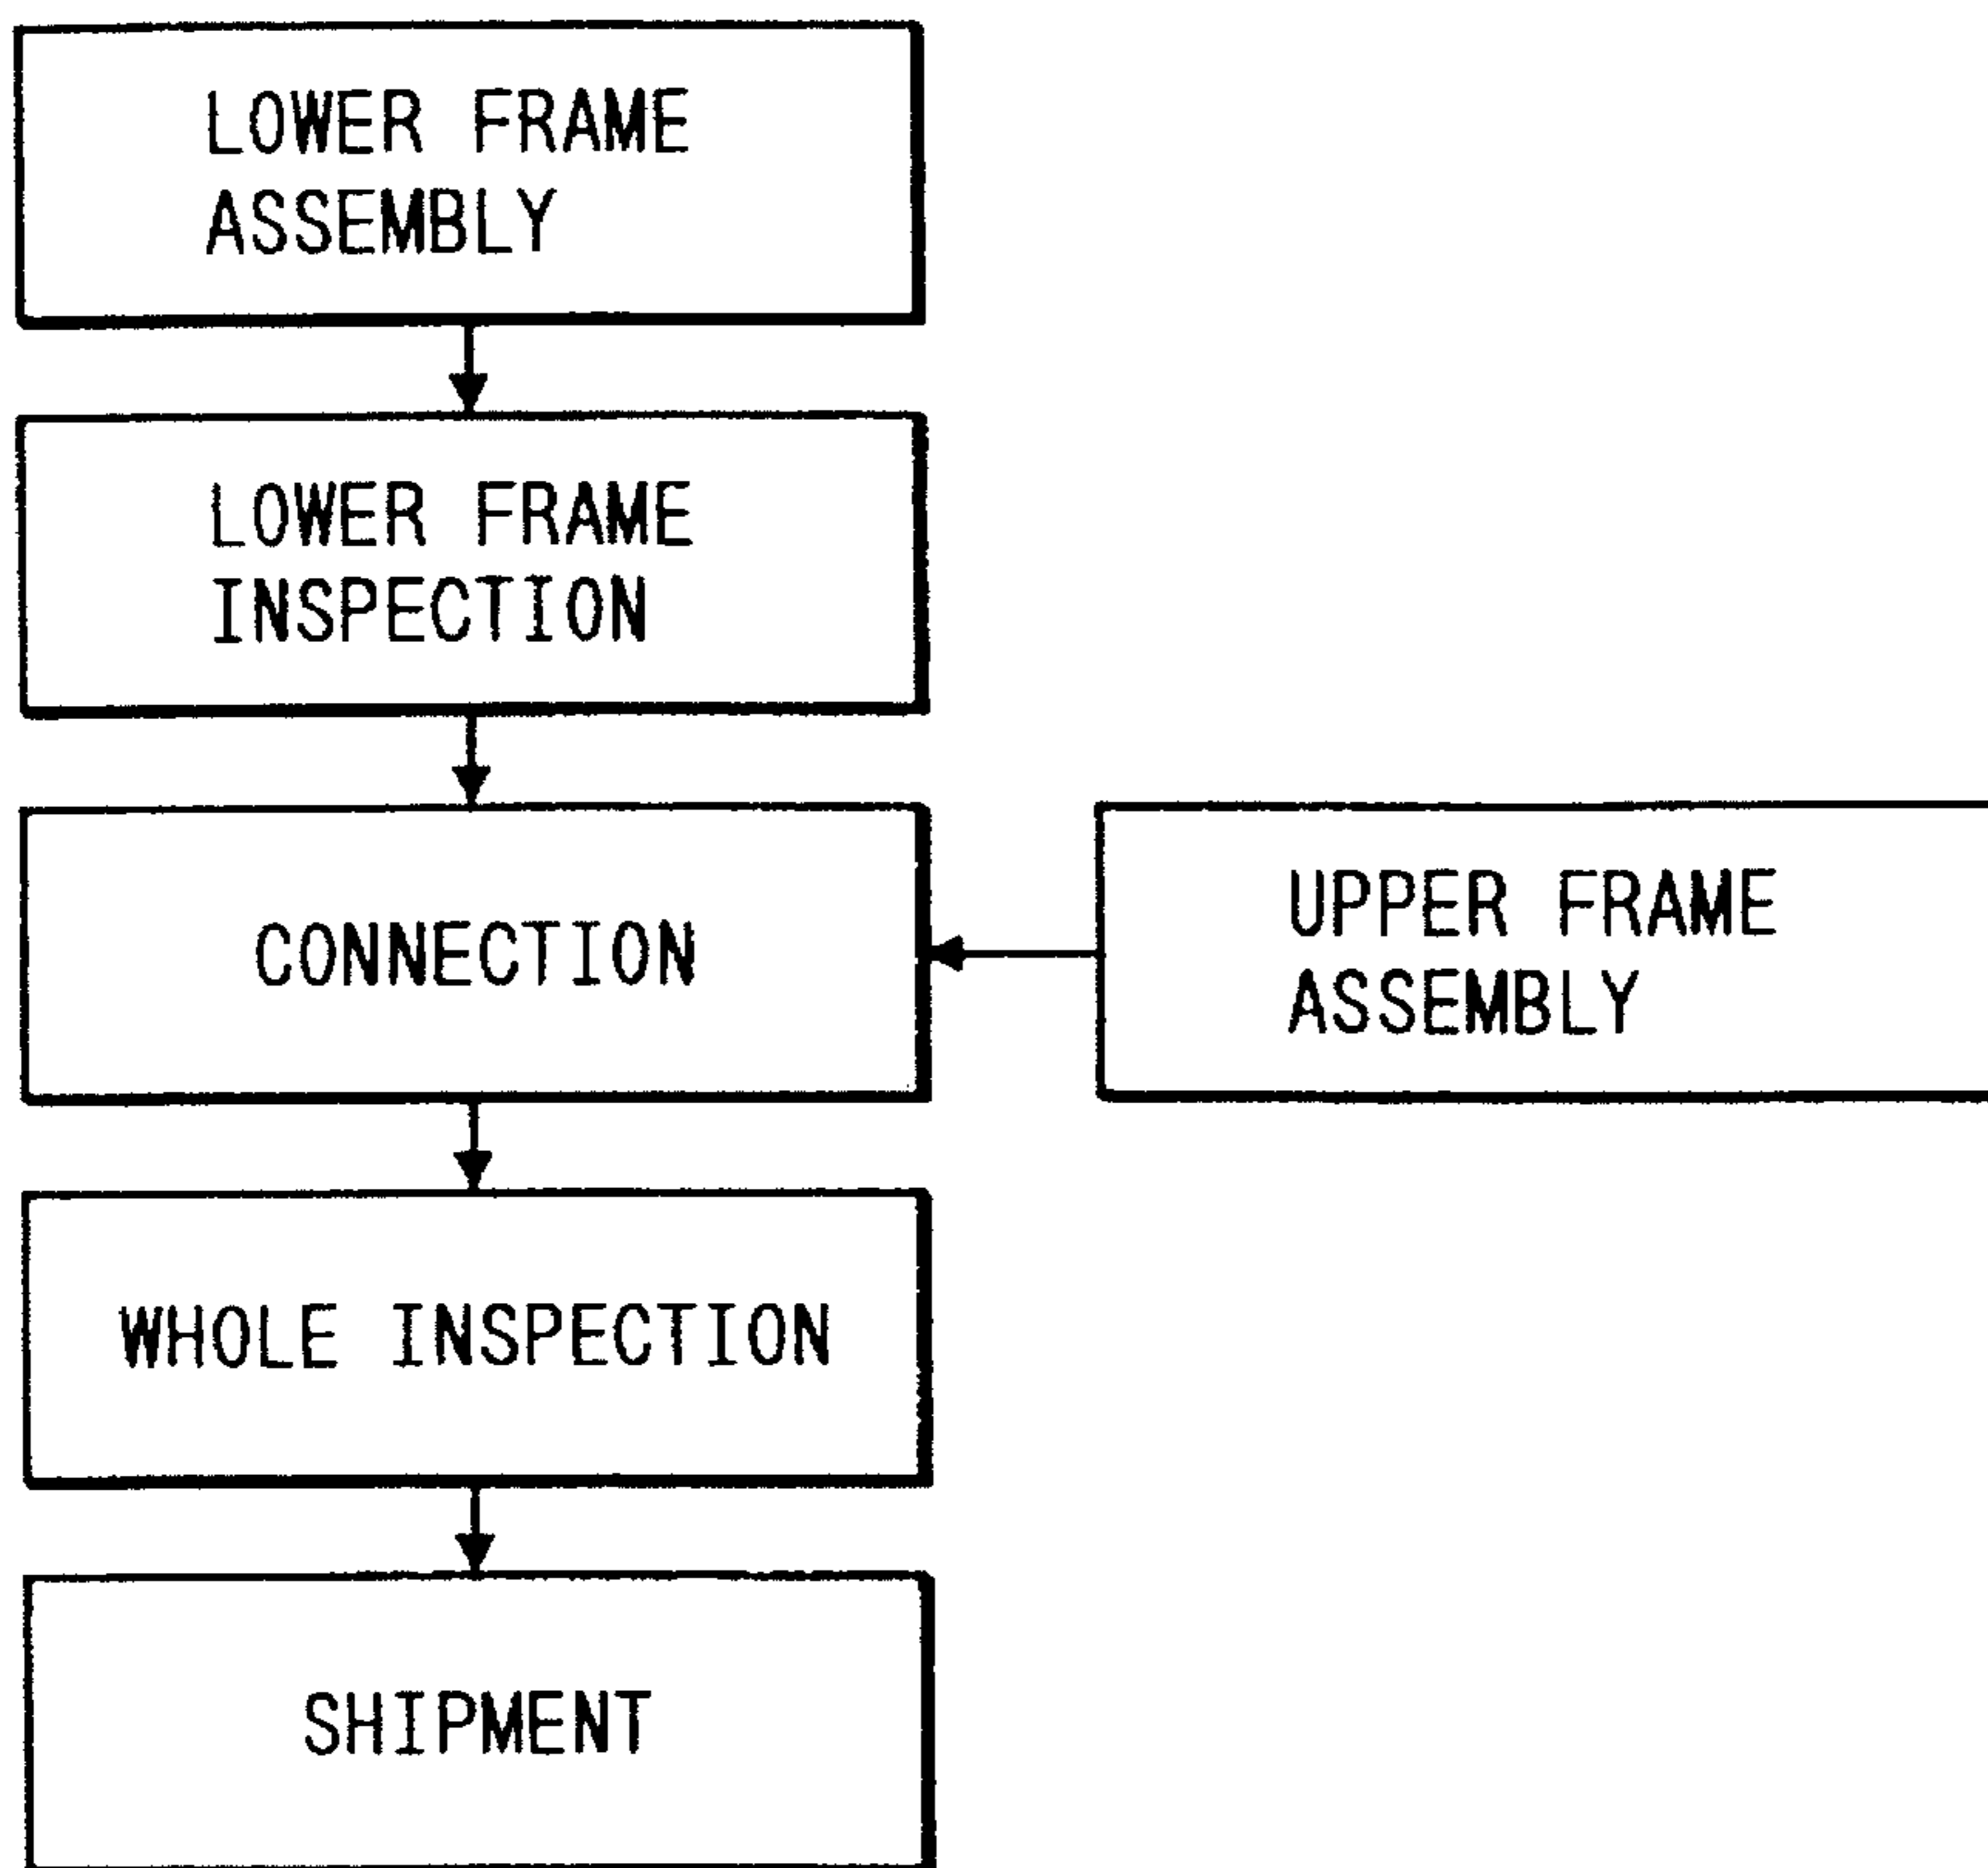 LOWER FRAME
ASSEMBLY
LOWER FRAME
INSPECTION
CONNECTION
UPPER FRAME
ASSEMBLY
WHOLE INSPECTION
SHIPMENT